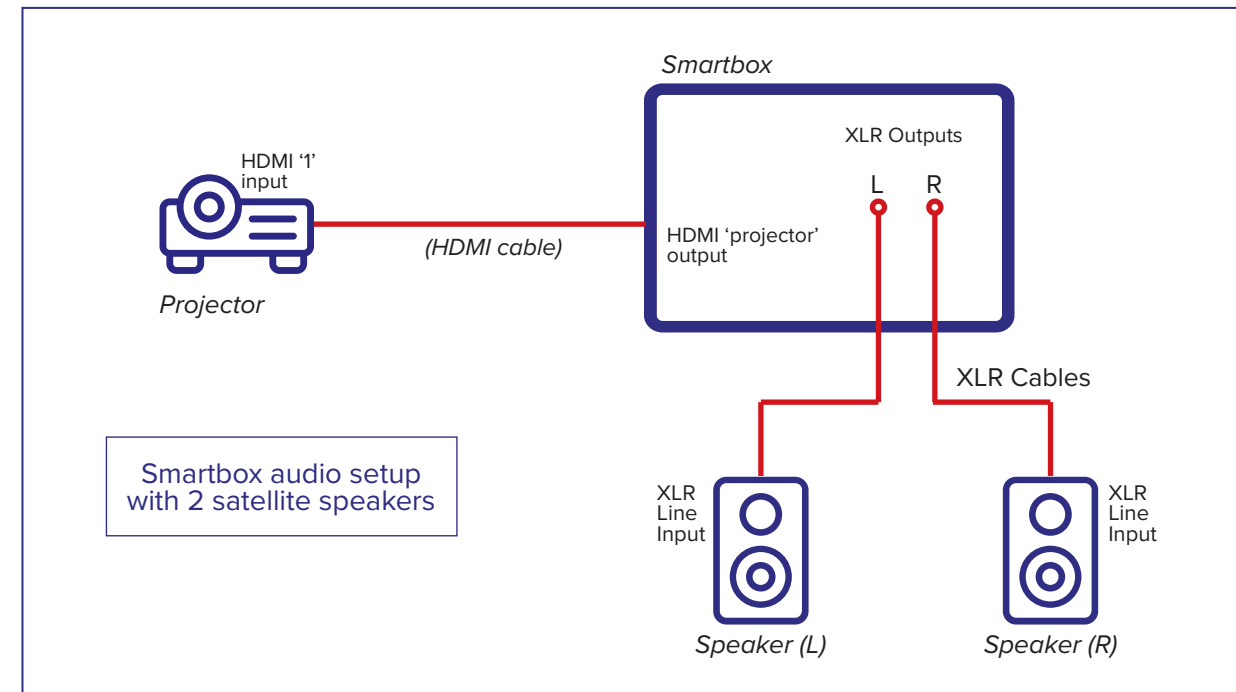 Smartbox
XLR Outputs
L R
HDMI ‘1’
input
(HDMI cable)
HDMI ‘projector’
output
Projector
XLR Cables
Smartbox audio setup
with 2 satellite speakers
XLR
Line
Input
XLR
Line
Input
Speaker (L)
Speaker (R)